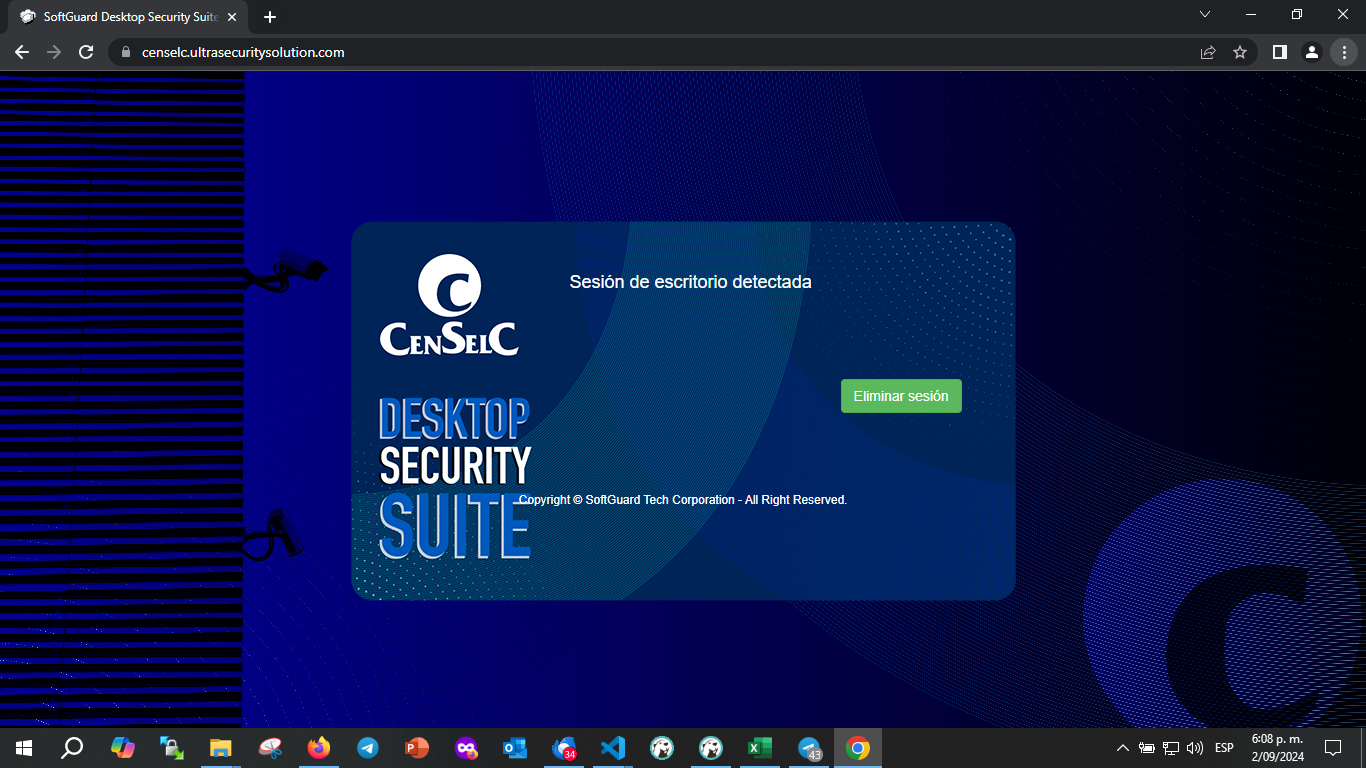 SoftGuard Desktop Security Suite
censelc.ultrasecuritysolution.com
C
CENSELC
Sesión de escritorio detectada
Eliminar sesión
DESKTOP
SECURITY
SUITE
Copyright © SoftGuard Tech Corporation - All Right Reserved.
C
34
43
ESP
6:08 p. m.
2/09/2024